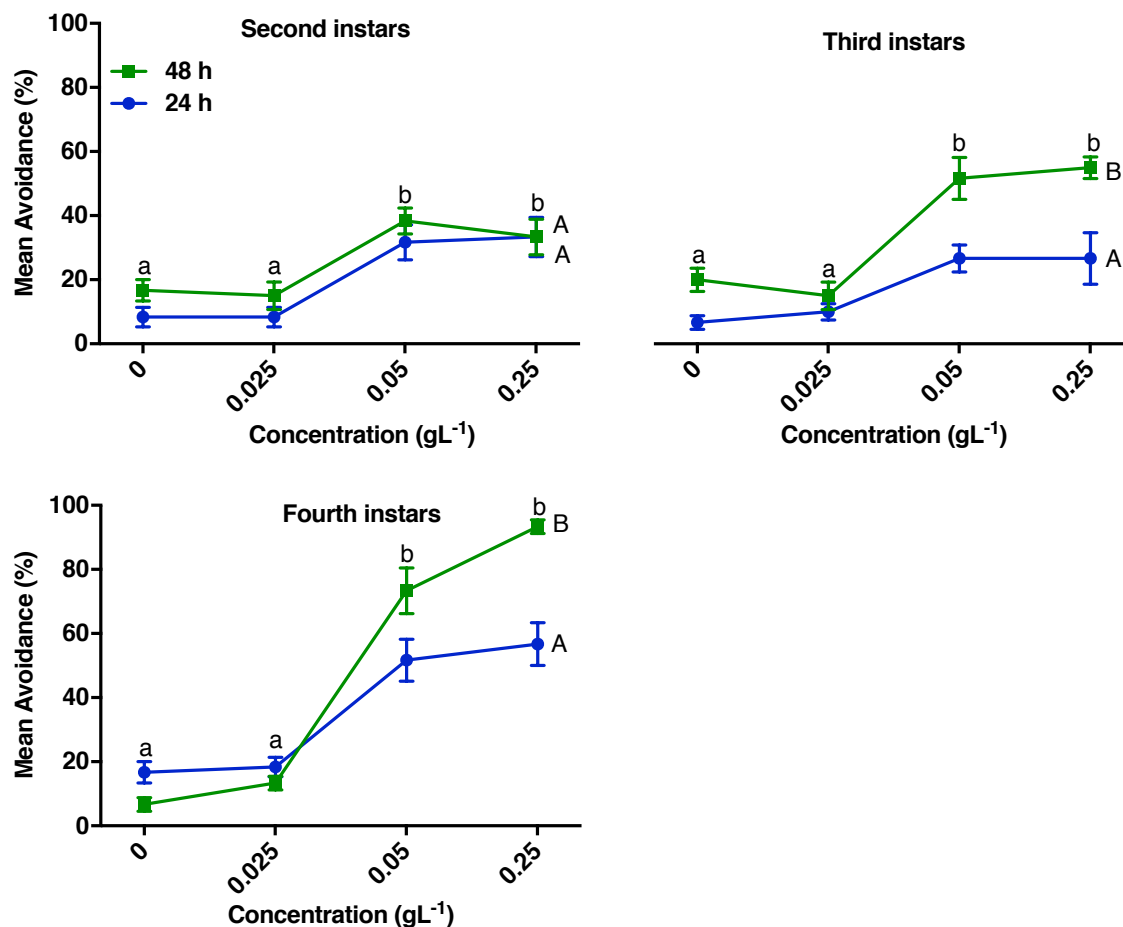 Second instars
48 h
24 h
Mean Avoidance (%)
100
80
60
40
20
0
a
a
b
b
A
A
0
0.025
0.05
0.25
Concentration (gL⁻¹)
Third instars
a
a
b
b
B
A
0
0.025
0.05
0.25
Concentration (gL⁻¹)
Fourth instars
Mean Avoidance (%)
100
80
60
40
20
0
a
a
b
b
B
A
0
0.025
0.05
0.25
Concentration (gL⁻¹)